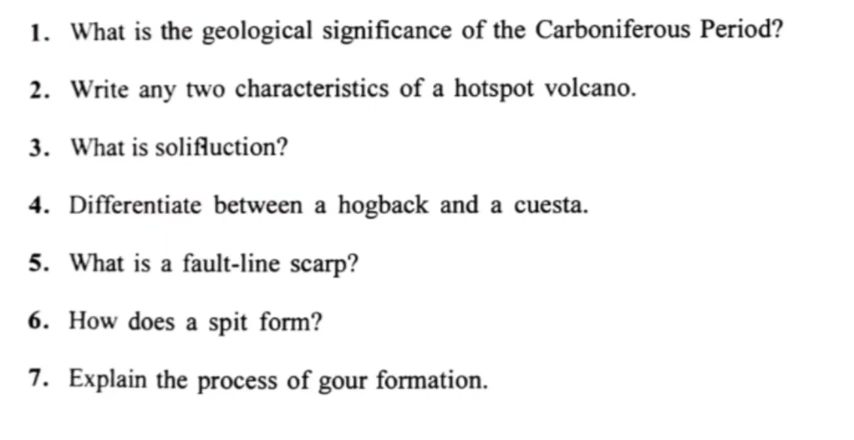 1. What is the geological significance of the Carboniferous Period?
2. Write any two characteristics of a hotspot volcano.
3. What is solifluction?
4. Differentiate between a hogback and a cuesta.
5. What is a fault-line scarp?
6. How does a spit form?
7. Explain the process of gour formation.